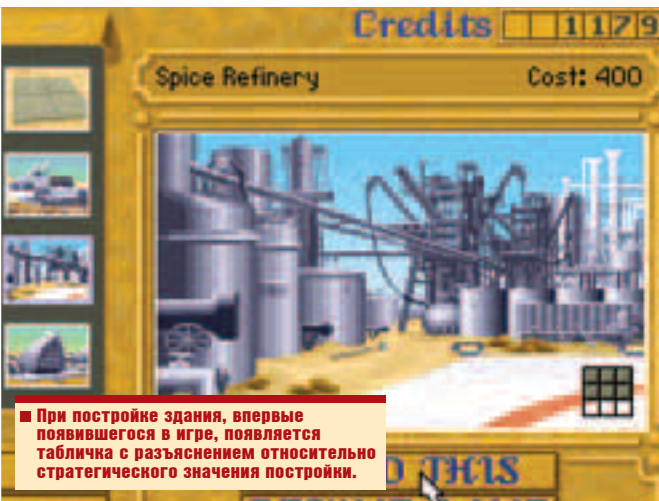 Credits 1179
Spice Refinery Cost: 400
При постройке здания, впервые
появившегося в игре, появляется
табличка с разъяснением относительно
стратегического значения постройки.
THIS